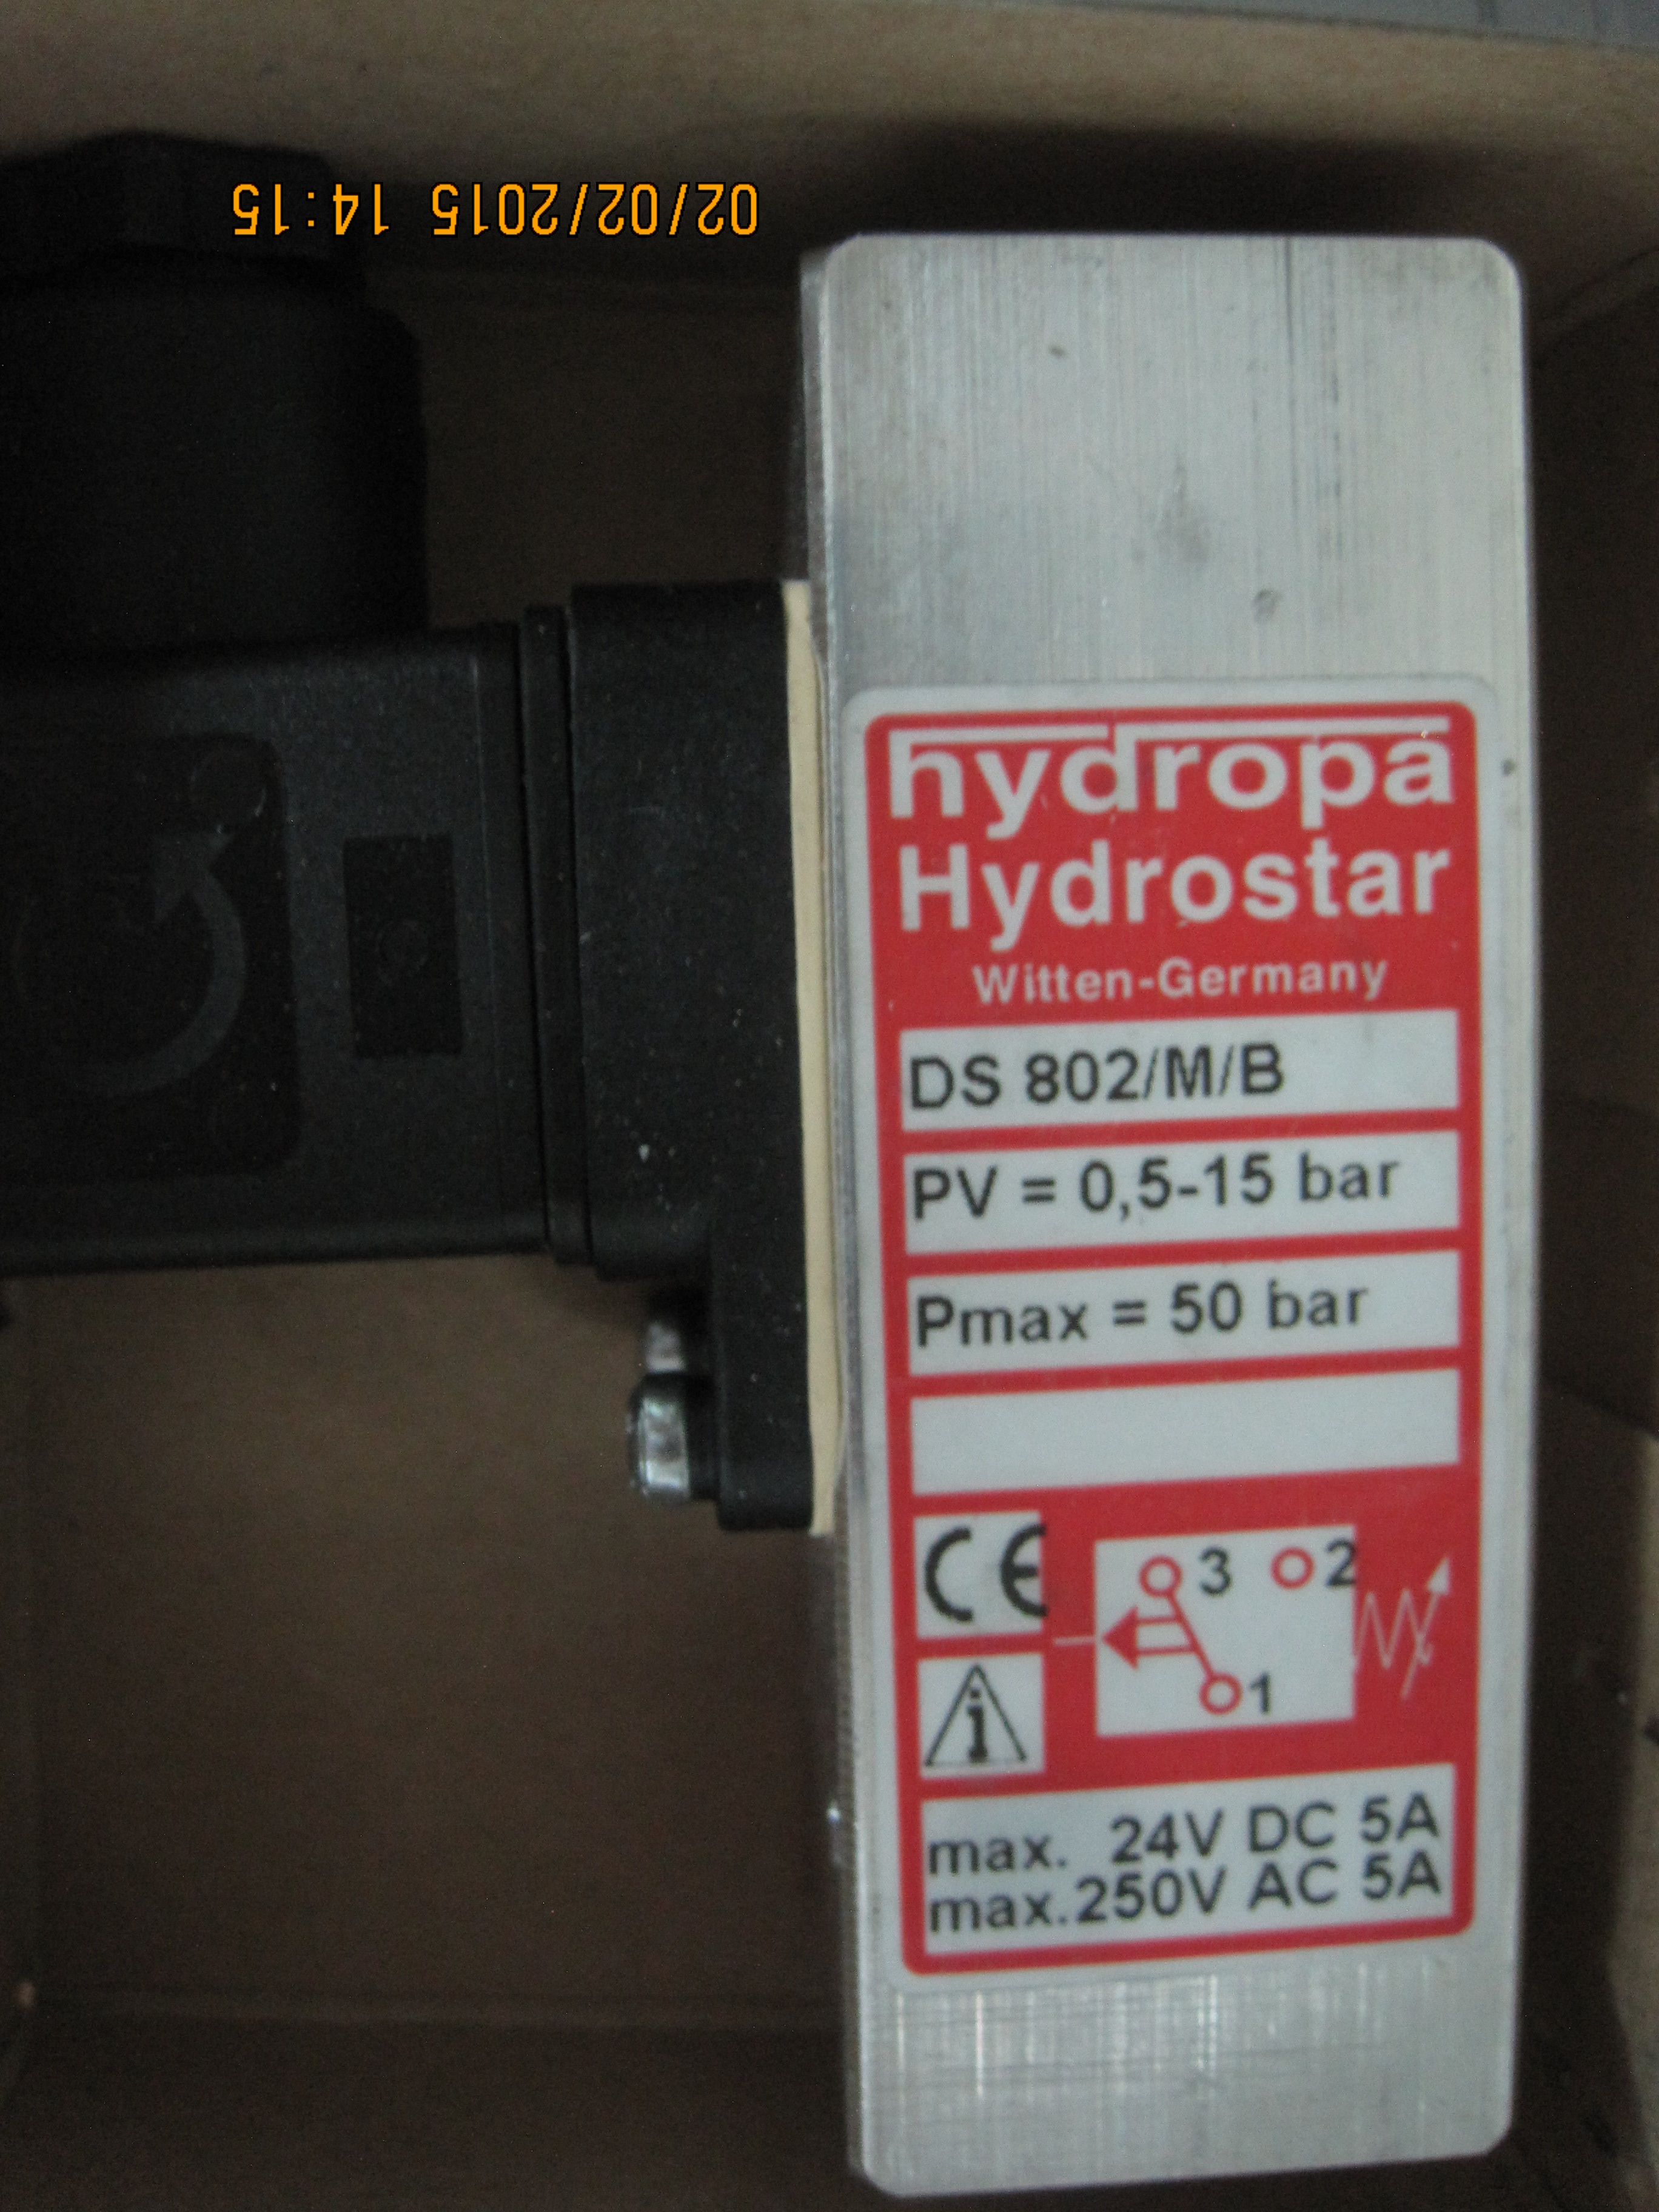 02/02/2015 14:15
hydropa
Hydrostar
Witten-Germany
DS 802/M/B
PV = 0,5-15 bar
Pmax = 50 bar
CE
3 2
i
1
max. 24V DC 5A
max.250V AC 5A